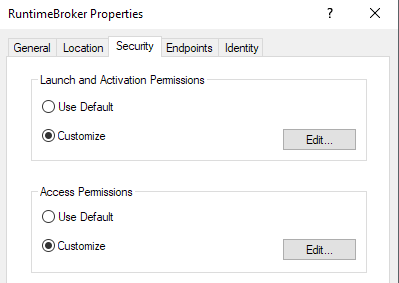 RuntimeBroker Properties
?
General Location Security Endpoints Identity
Launch and Activation Permissions
Use Default
Customize
Edit...
Access Permissions
Use Default
Customize
Edit...